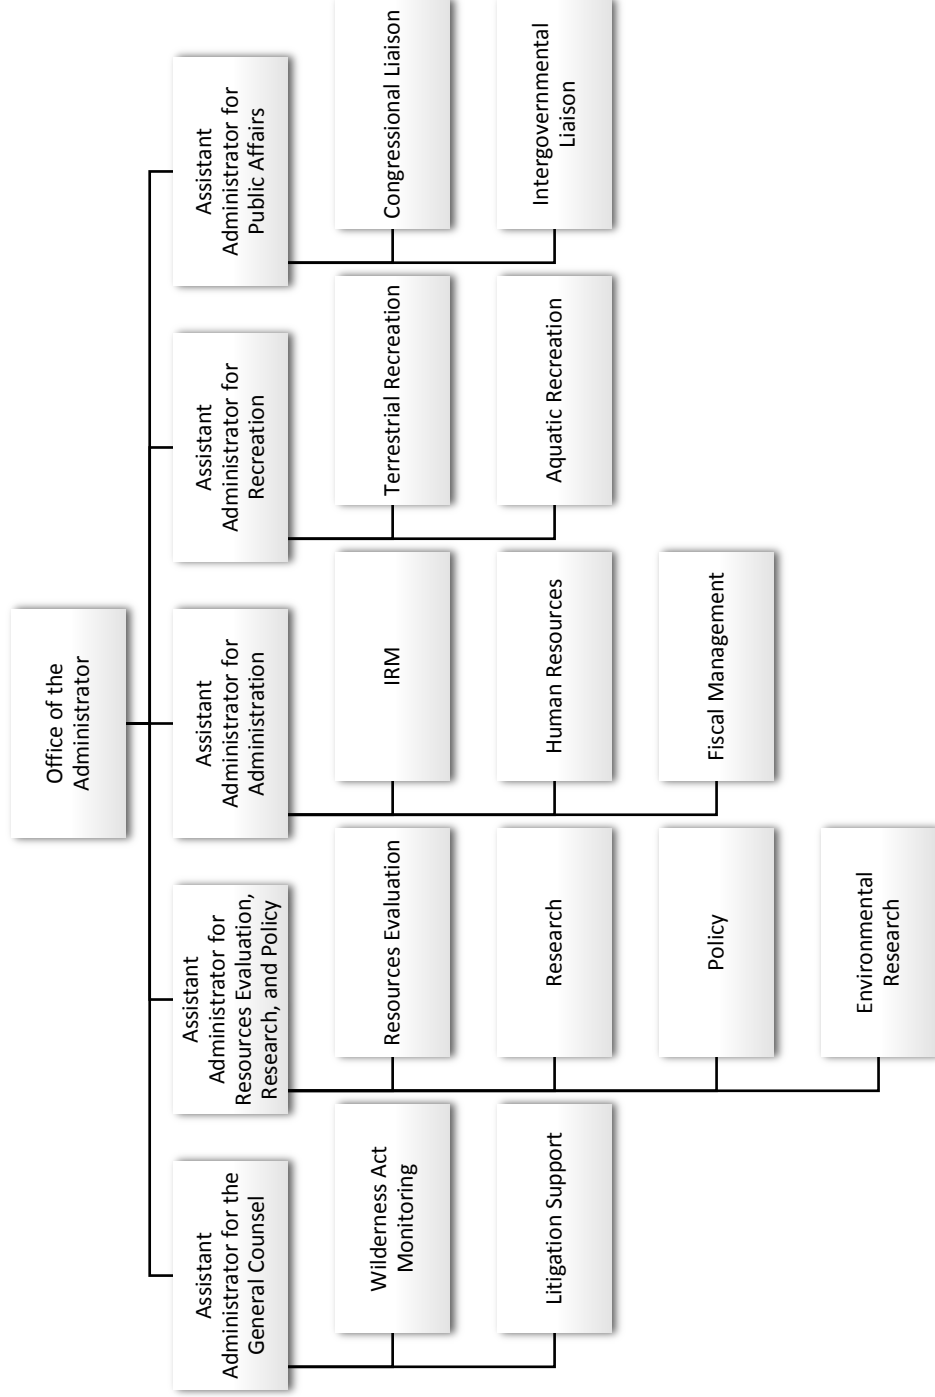 Office of the
Administrator
Assistant
Administrator for the
General Counsel
Wilderness Act
Monitoring
Litigation Support
Assistant
Administrator for
Resources Evaluation,
Research, and Policy
Resources Evaluation
Research
Policy
Environmental
Research
Assistant
Administrator for
Administration
IRM
Human Resources
Fiscal Management
Assistant
Administrator for
Recreation
Terrestrial Recreation
Aquatic Recreation
Assistant
Administrator for
Public Affairs
Congressional Liaison
Intergovernmental
Liaison